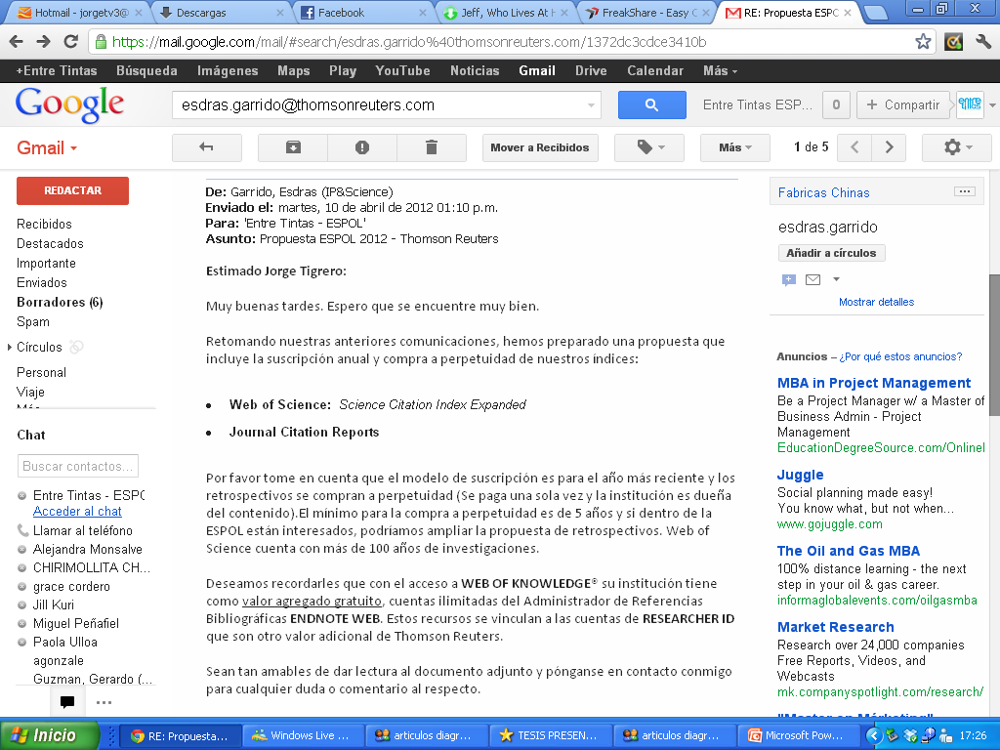 Hotmail - jorgetv3@
Descargas
Facebook
Jeff, Who Lives At H
FreakShare - Easy C
RE: Propuesta ESPO
https://mail.google.com/mail/#search/esdras.garrido%40thomsonreuters.com/1372dc3cdce3410b
+Entre Tintas Búsqueda Imágenes Maps Play YouTube Noticias Gmail Drive Calendar Más
Google
esdras.garrido@thomsonreuters.com
Entre Tintas ESP... 0 + Compartir
Gmail
Mover a Recibidos
Más
1 de 5
REDACTAR
Recibidos
Destacados
Importante
Enviados
Borradores (6)
Spam
Círculos
Personal
Viaje
Chat
Buscar contactos...
Entre Tintas - ESPO
Acceder al chat
Llamar al teléfono
Alejandra Monsalve
CHIRIMOLLITA CH...
grace cordero
Jill Kuri
Miguel Peñafiel
Paola Ulloa
agonzale
Guzman, Gerardo (...
De: Garrido, Esdras (IP&Science)
Enviado el: martes, 10 de abril de 2012 01:10 p.m.
Para: 'Entre Tintas - ESPOL'
Asunto: Propuesta ESPOL 2012 - Thomson Reuters
Estimado Jorge Tigrero:
Muy buenas tardes. Espero que se encuentre muy bien.
Retomando nuestras anteriores comunicaciones, hemos preparado una propuesta que
incluye la suscripción anual y compra a perpetuidad de nuestros índices:
• Web of Science: Science Citation Index Expanded
• Journal Citation Reports
Por favor tome en cuenta que el modelo de suscripción es para el año más reciente y los
retrospectivos se compran a perpetuidad (Se paga una sola vez y la institución es dueña
del contenido).El mínimo para la compra a perpetuidad es de 5 años y si dentro de la
ESPOL están interesados, podríamos ampliar la propuesta de retrospectivos. Web of
Science cuenta con más de 100 años de investigaciones.
Deseamos recordarles que con el acceso a WEB OF KNOWLEDGE® su institución tiene
como valor agregado gratuito, cuentas ilimitadas del Administrador de Referencias
Bibliográficas ENDNOTE WEB. Estos recursos se vinculan a las cuentas de RESEARCHER ID
que son otro valor adicional de Thomson Reuters.
Sean tan amables de dar lectura al documento adjunto y pónganse en contacto conmigo
para cualquier duda o comentario al respecto.
Fabricas Chinas
esdras.garrido
Añadir a círculos
Mostrar detalles
Anuncios – ¿Por qué estos anuncios?
MBA in Project Management
Be a Project Manager w/ a Master of
Business Admin - Project
Management
EducationDegreeSource.com/Onlinel
Juggle
Social planning made easy!
You know what, but not when...
www.gojuggle.com
The Oil and Gas MBA
100% distance learning - the next
step in your oil & gas career.
informaglobalevents.com/oilgasmba
Market Research
Research over 24,000 companies
Free Reports, Videos, and
Webcasts
mk.companyspotlight.com/research/
Inicio
RE: Propuesta...
Windows Live ...
articulos diagr...
TESIS PRESEN...
articulos diagr...
Microsoft Pow...
17:26